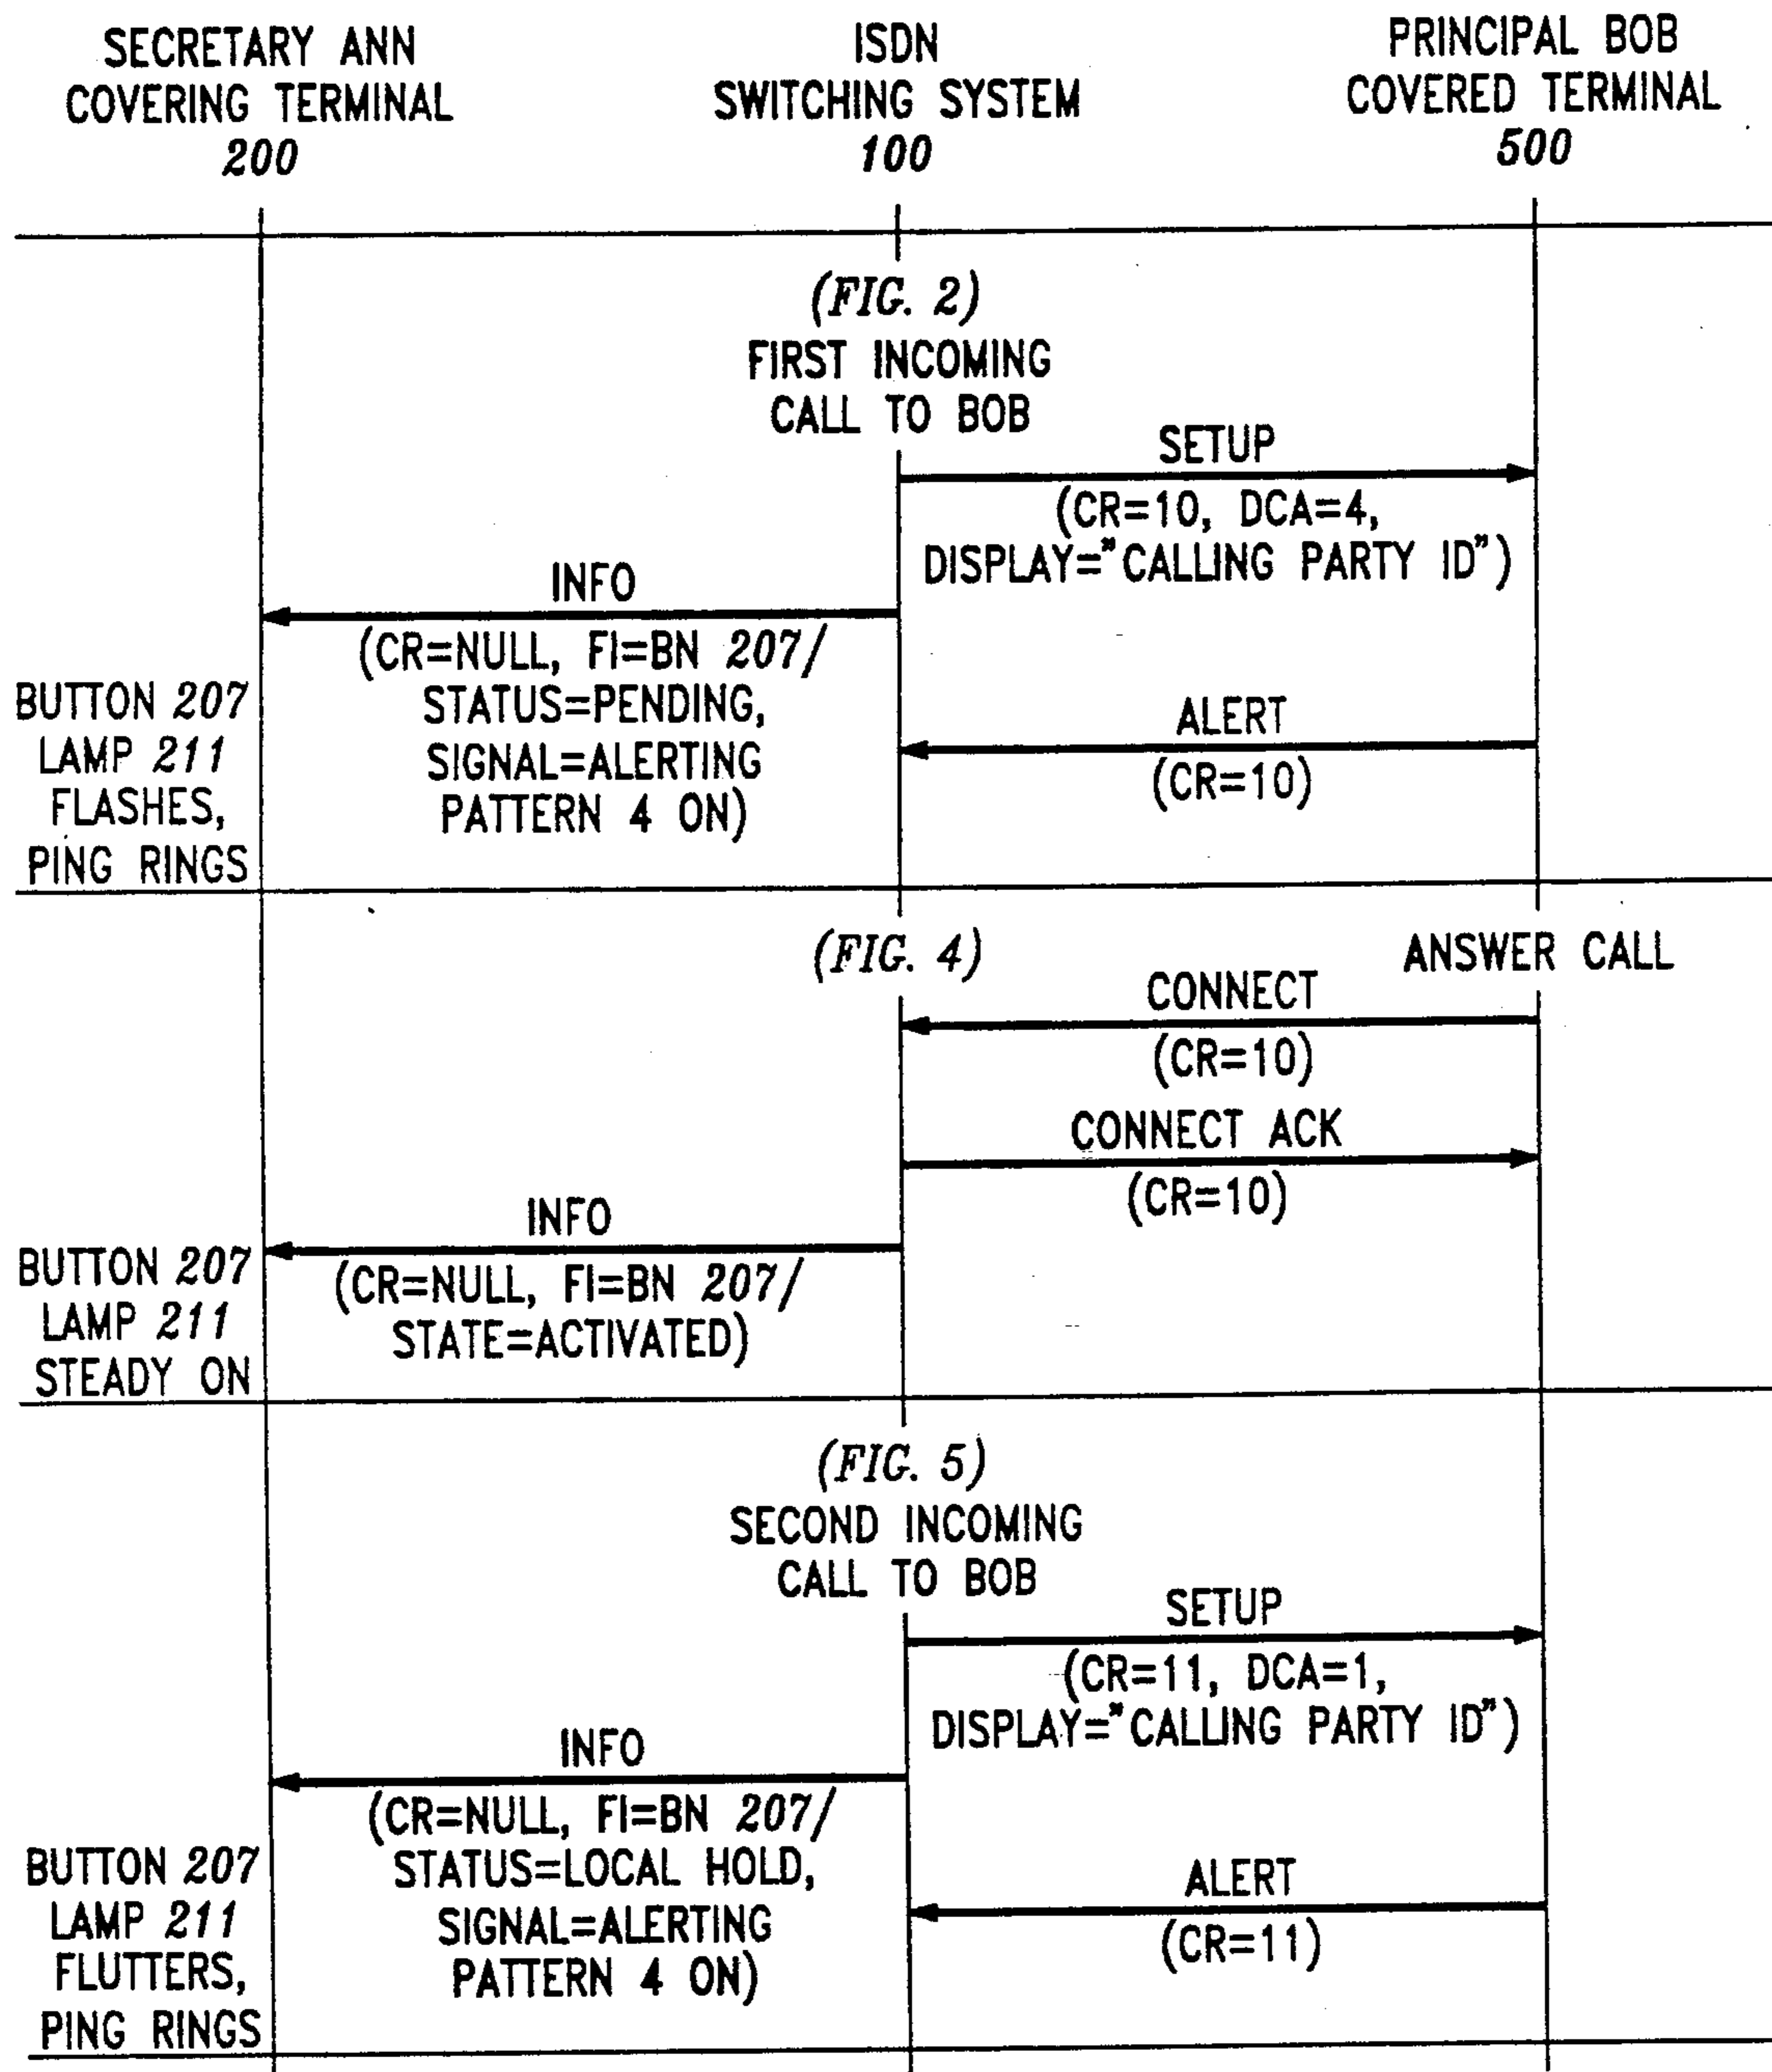 SECRETARY ANN
COVERING TERMINAL
200
ISDN
SWITCHING SYSTEM
100
PRINCIPAL BOB
COVERED TERMINAL
500
(FIG. 2)
FIRST INCOMING
CALL TO BOB
SETUP
(CR=10, DCA=4,
DISPLAY="CALLING PARTY ID")
INFO
(CR=NULL, FI=BN 207/
STATUS=PENDING,
SIGNAL=ALERTING
PATTERN 4 ON)
BUTTON 207
LAMP 211
FLASHES,
PING RINGS
ALERT
(CR=10)
(FIG. 4)
ANSWER CALL
CONNECT
(CR=10)
CONNECT ACK
(CR=10)
INFO
(CR=NULL, FI=BN 207/
STATE=ACTIVATED)
BUTTON 207
LAMP 211
STEADY ON
(FIG. 5)
SECOND INCOMING
CALL TO BOB
SETUP
(CR=11, DCA=1,
DISPLAY="CALLING PARTY ID")
INFO
(CR=NULL, FI=BN 207/
STATUS=LOCAL HOLD,
SIGNAL=ALERTING
PATTERN 4 ON)
BUTTON 207
LAMP 211
FLUTTERS,
PING RINGS
ALERT
(CR=11)